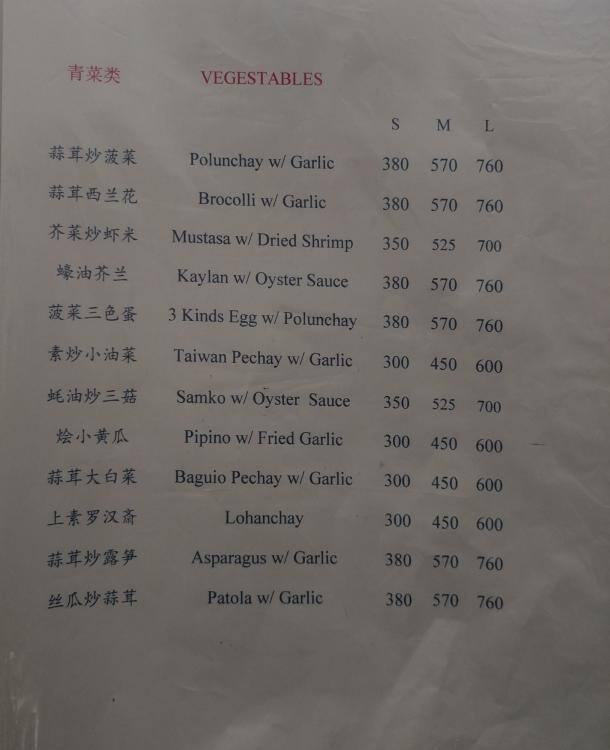 青菜类 VEGESTABLES
S M L
蒜茸炒菠菜 Polunchay w/ Garlic 380 570 760
蒜茸西兰花 Brocolli w/ Garlic 380 570 760
芥菜炒虾米 Mustasa w/ Dried Shrimp 350 525 700
蠔油芥兰 Kaylan w/ Oyster Sauce 380 570 760
菠菜三色蛋 3 Kinds Egg w/ Polunchay 380 570 760
素炒小油菜 Taiwan Pechay w/ Garlic 300 450 600
蚝油炒三菇 Samko w/ Oyster Sauce 350 525 700
烩小黄瓜 Pipino w/ Fried Garlic 300 450 600
蒜茸大白菜 Baguio Pechay w/ Garlic 300 450 600
上素罗汉斋 Lohanchay 300 450 600
蒜茸炒露笋 Asparagus w/ Garlic 380 570 760
丝瓜炒蒜茸 Patola w/ Garlic 380 570 760